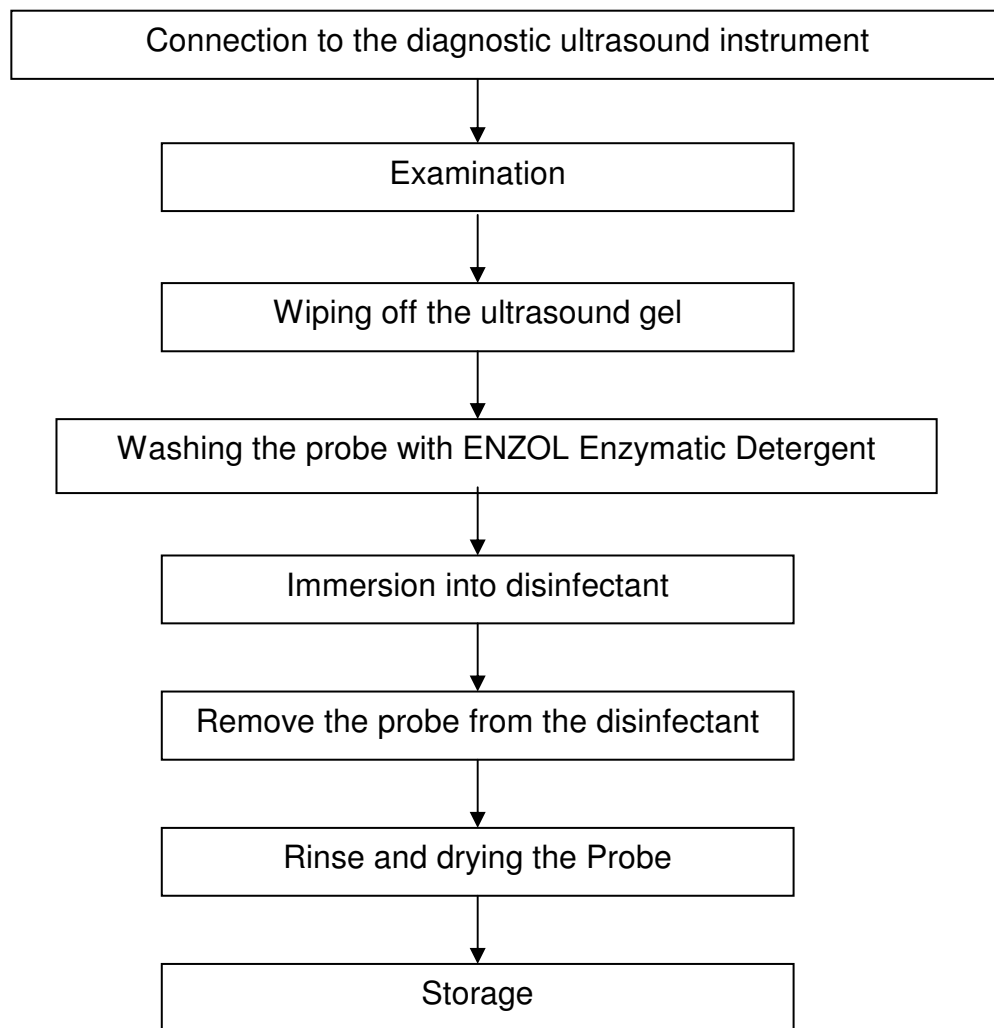 Connection to the diagnostic ultrasound instrument
Examination
Wiping off the ultrasound gel
Washing the probe with ENZOL Enzymatic Detergent
Immersion into disinfectant
Remove the probe from the disinfectant
Rinse and drying the Probe
Storage